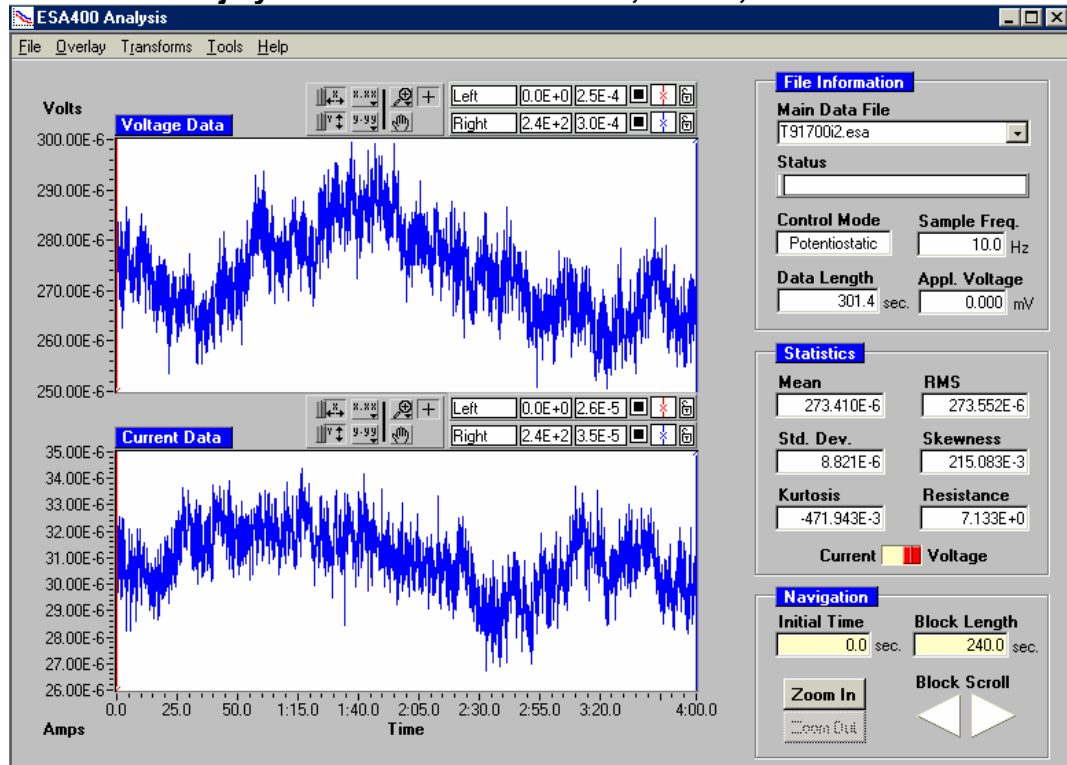 ESA400 Analysis
File Overlay Transforms Tools Help
Volts
Voltage Data
x.xx
y.yy
Left 0.0E+0 2.5E-4
Right 2.4E+2 3.0E-4
300.00E-6
290.00E-6
280.00E-6
270.00E-6
260.00E-6
250.00E-6
Current Data
x.xx
y.yy
Left 0.0E+0 2.6E-5
Right 2.4E+2 3.5E-5
35.00E-6
34.00E-6
33.00E-6
32.00E-6
31.00E-6
30.00E-6
29.00E-6
28.00E-6
27.00E-6
26.00E-6
0.0 25.0 50.0 1:15.0 1:40.0 2:05.0 2:30.0 2:55.0 3:20.0 4:00.0
Amps
Time
File Information
Main Data File
T91700i2.esa
Status
Control Mode Sample Freq.
Potentiostatic 10.0 Hz
Data Length Appl. Voltage
301.4 sec. 0.000 mV
Statistics
Mean RMS
273.410E-6 273.552E-6
Std. Dev. Skewness
8.821E-6 215.083E-3
Kurtosis Resistance
-471.943E-3 7.133E+0
Current Voltage
Navigation
Initial Time Block Length
0.0 sec. 240.0 sec.
Zoom In Block Scroll
Zoom Out